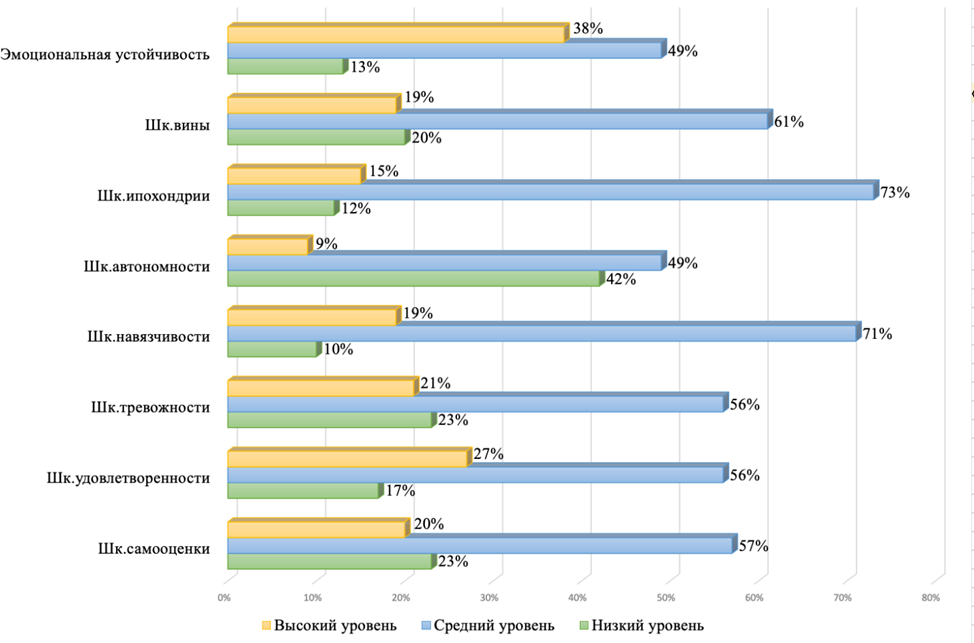 Эмоциональная устойчивость
38%
49%
13%
Шк.вины
19%
61%
20%
Шк.ипохондрии
15%
73%
12%
Шк.автономности
9%
49%
42%
Шк.навязчивости
19%
71%
10%
Шк.тревожности
21%
56%
23%
Шк.удовлетворенности
27%
56%
17%
Шк.самооценки
20%
57%
23%
0% 10% 20% 30% 40% 50% 60% 70% 80%
Высокий уровень Средний уровень Низкий уровень